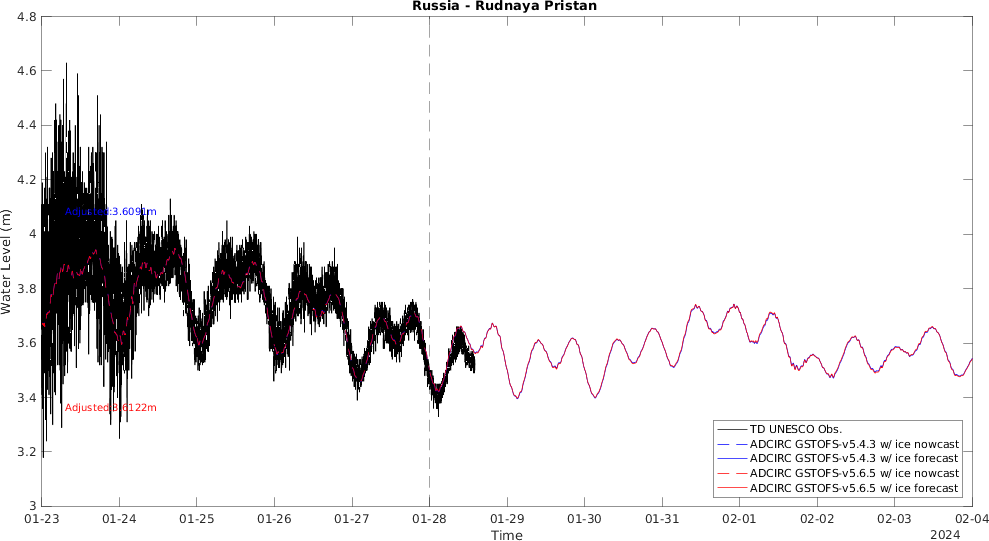 Russia - Rudnaya Pristan
4.8
4.6
4.4
4.2
4
3.8
3.6
3.4
3.2
3
Water Level (m)
Adjusted:3.6091m
Adjusted:3.6122m
TD UNESCO Obs.
ADCIRC GSTOFS-v5.4.3 w/ ice nowcast
ADCIRC GSTOFS-v5.4.3 w/ ice forecast
ADCIRC GSTOFS-v5.6.5 w/ ice nowcast
ADCIRC GSTOFS-v5.6.5 w/ ice forecast
01-23 01-24 01-25 01-26 01-27 01-28 01-29 01-30 01-31 02-01 02-02 02-03 02-04
Time
2024